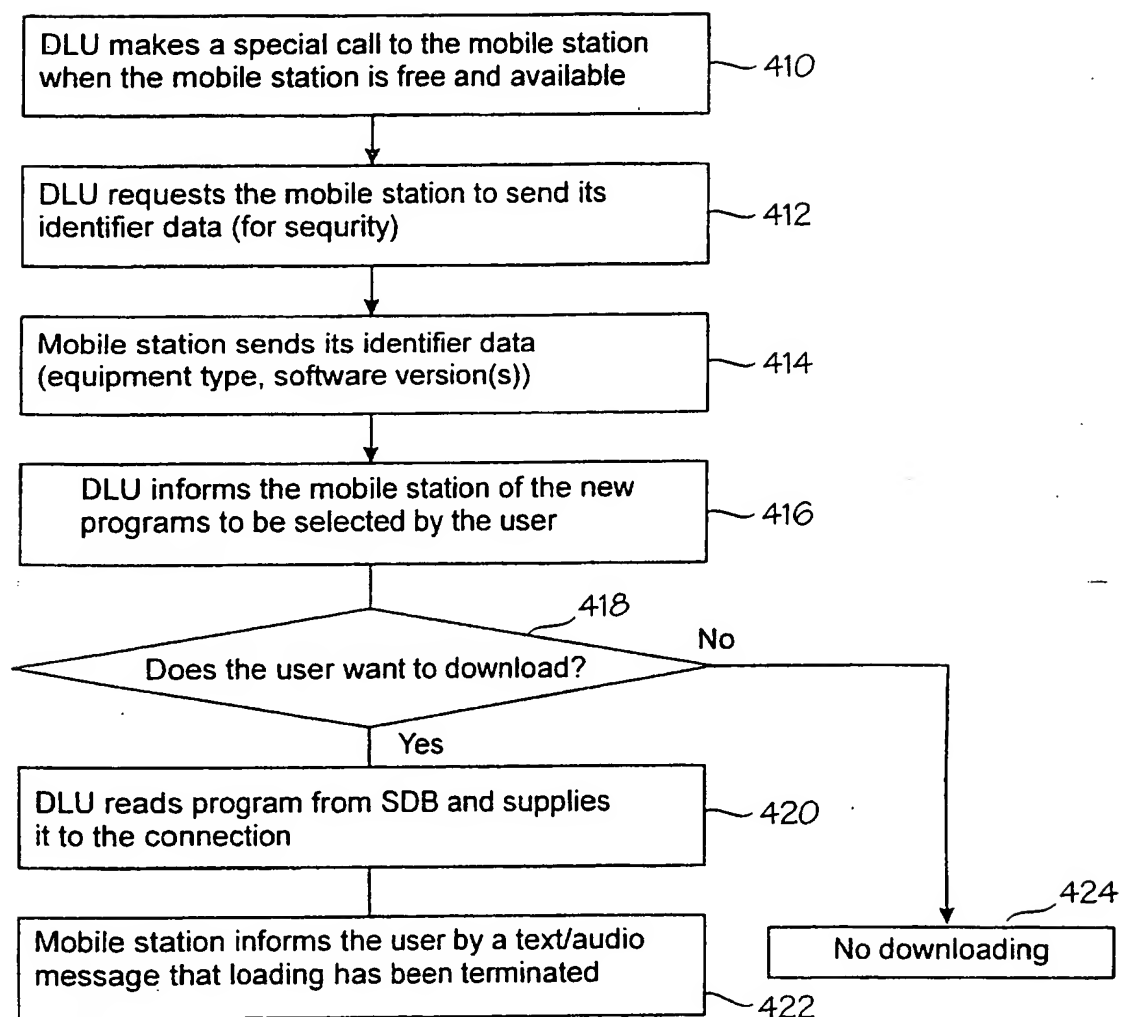 DLU makes a special call to the mobile station
when the mobile station is free and available
410
DLU requests the mobile station to send its
identifier data (for sequrity)
412
Mobile station sends its identifier data
(equipment type, software version(s))
414
DLU informs the mobile station of the new
programs to be selected by the user
416
418
Does the user want to download?
No
Yes
DLU reads program from SDB and supplies
it to the connection
420
Mobile station informs the user by a text/audio
message that loading has been terminated
422
424
No downloading